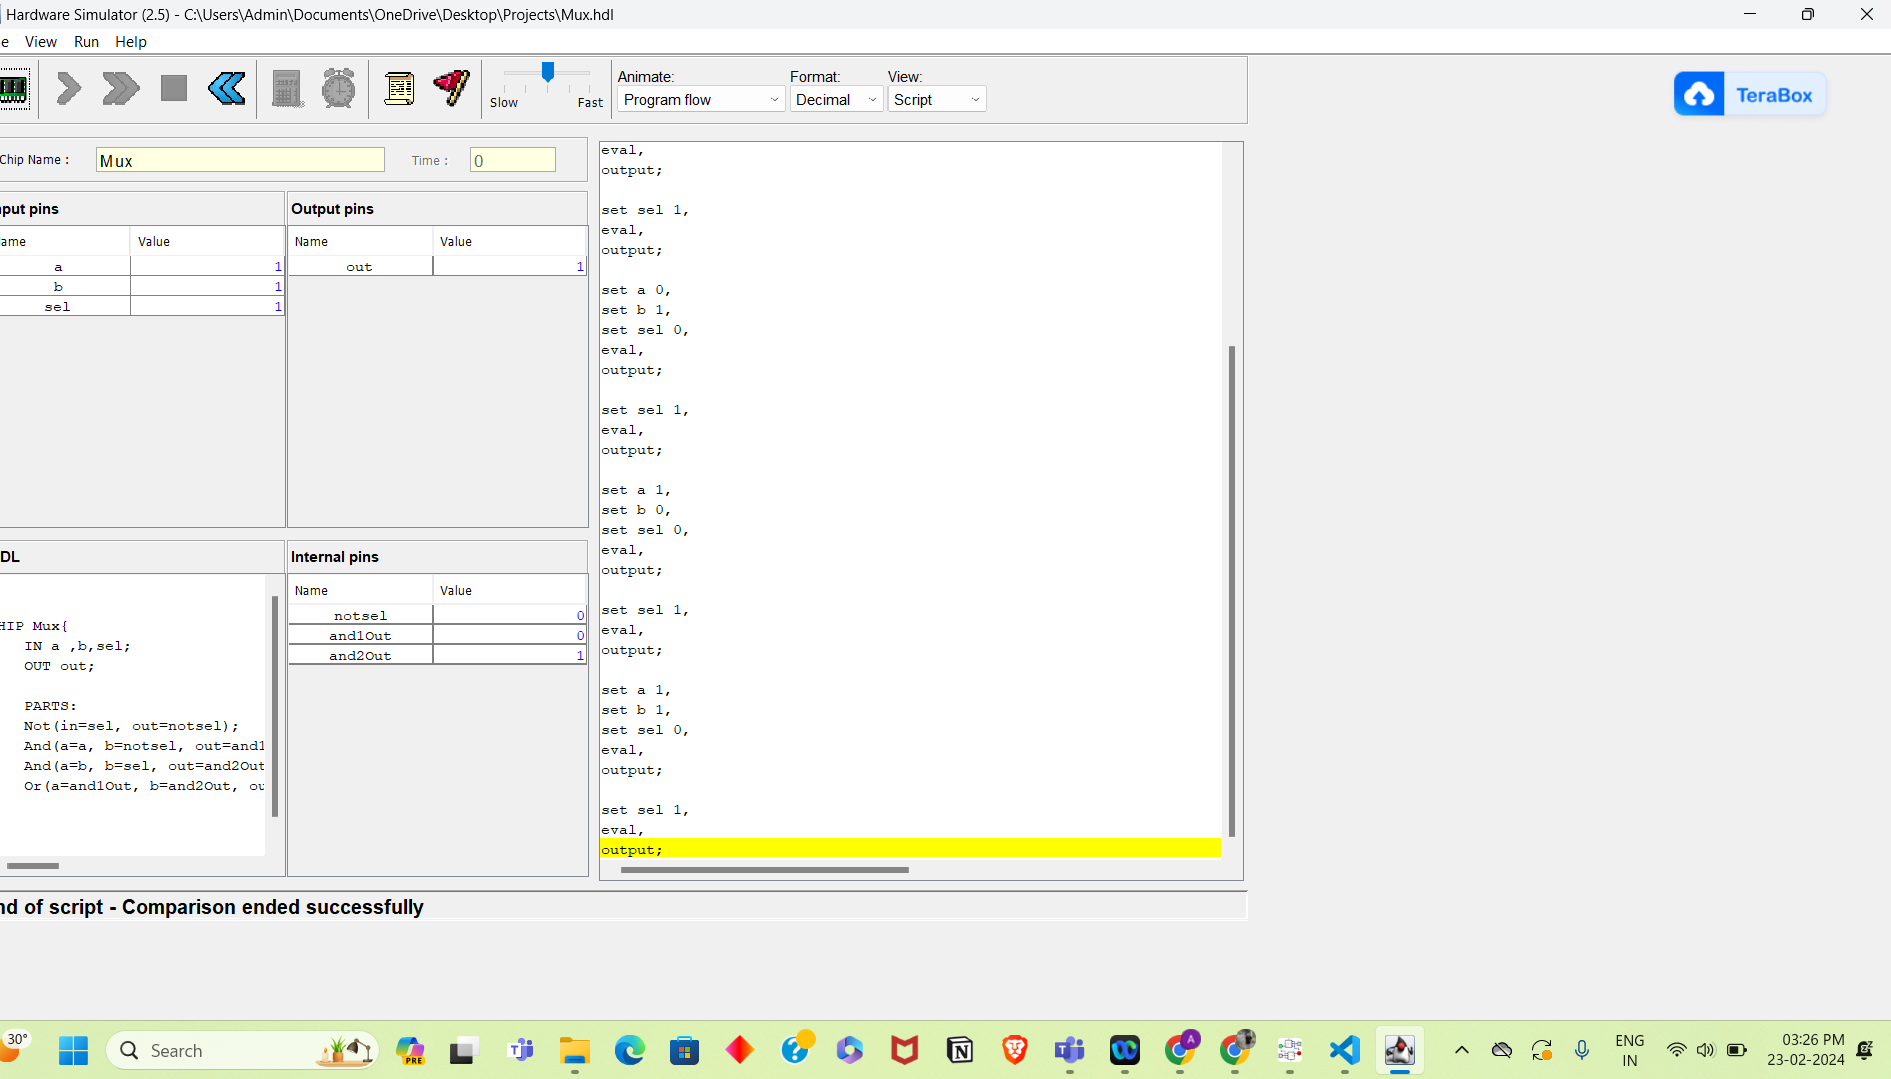 Hardware Simulator (2.5) - C:\Users\Admin\Documents\OneDrive\Desktop\Projects\Mux.hdl
e View Run Help
Slow Fast
Animate: Format: View:
Program flow Decimal Script
TeraBox
Chip Name : Mux Time : 0
put pins Output pins
ame Value Name Value
a 1 out 1
b 1
sel 1
DL Internal pins
Name Value
notsel 0
and1Out 0
and2Out 1
HIP Mux{
IN a ,b,sel;
OUT out;
PARTS:
Not(in=sel, out=notsel);
And(a=a, b=notsel, out=and1
And(a=b, b=sel, out=and2Out
Or(a=and1Out, b=and2Out, ou
eval,
output;
set sel 1,
eval,
output;
set a 0,
set b 1,
set sel 0,
eval,
output;
set sel 1,
eval,
output;
set a 1,
set b 0,
set sel 0,
eval,
output;
set sel 1,
eval,
output;
set a 1,
set b 1,
set sel 0,
eval,
output;
set sel 1,
eval,
output;
nd of script - Comparison ended successfully
30°
Search
PRE
A
ENG
IN
03:26 PM
23-02-2024